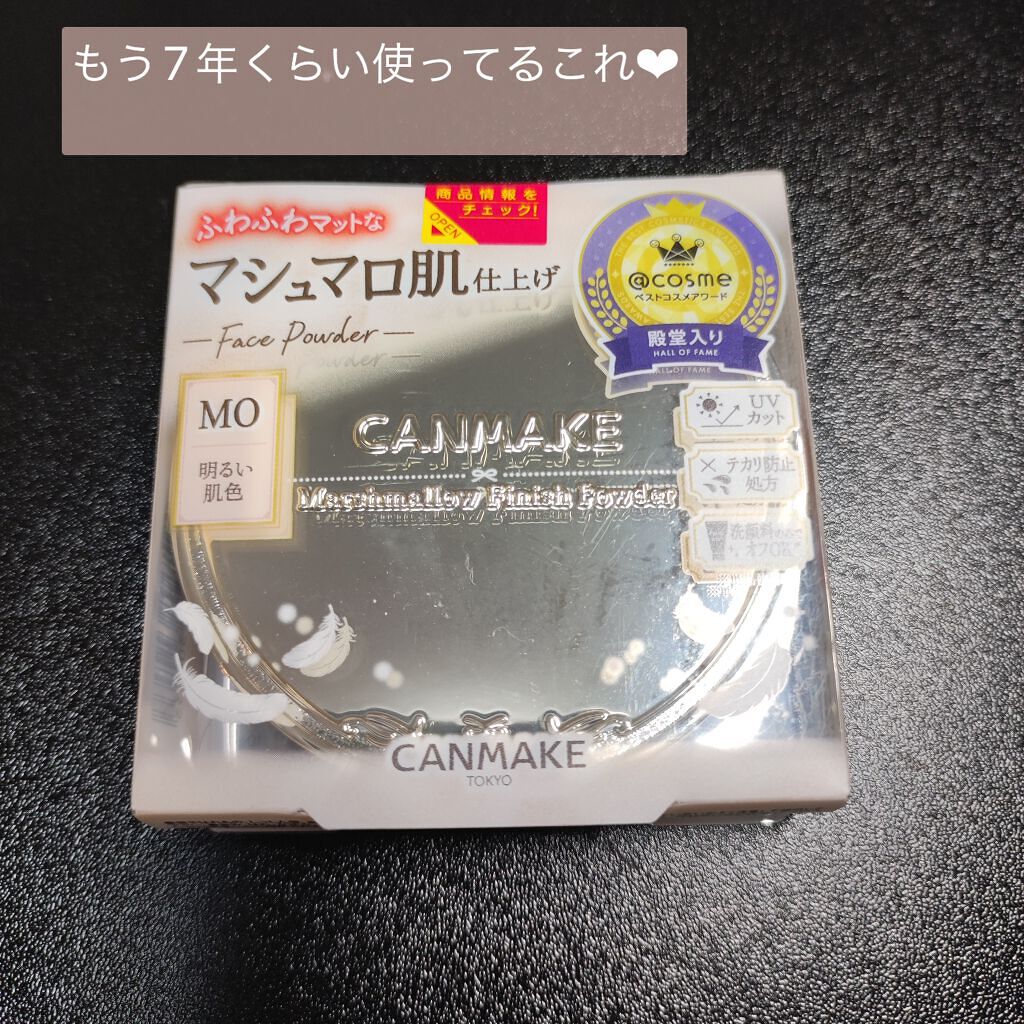 もう7年くらい使ってるこれ❤
商品情報を
チェック!
OPEN
ふわふわマットな
マシュマロ肌仕上げ
Face Powder
@cosme
ベストコスメアワード
殿堂入り
HALL OF FAME
MO
明るい
肌色
UV
カット
テカリ防止
処方
CANMAKE
Marshmallow Finish Powder
CANMAKE
TOKYO